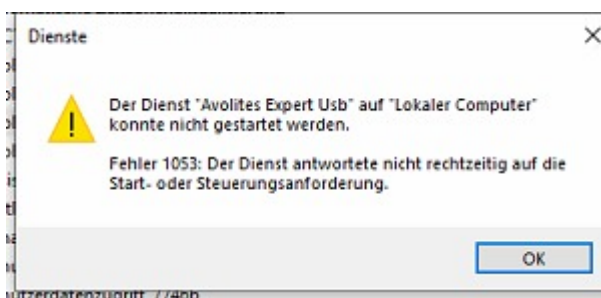 Dienste
Der Dienst "Avolites Expert Usb" auf "Lokaler Computer"
konnte nicht gestartet werden.
Fehler 1053: Der Dienst antwortete nicht rechtzeitig auf die
Start- oder Steuerungsanforderung.
OK